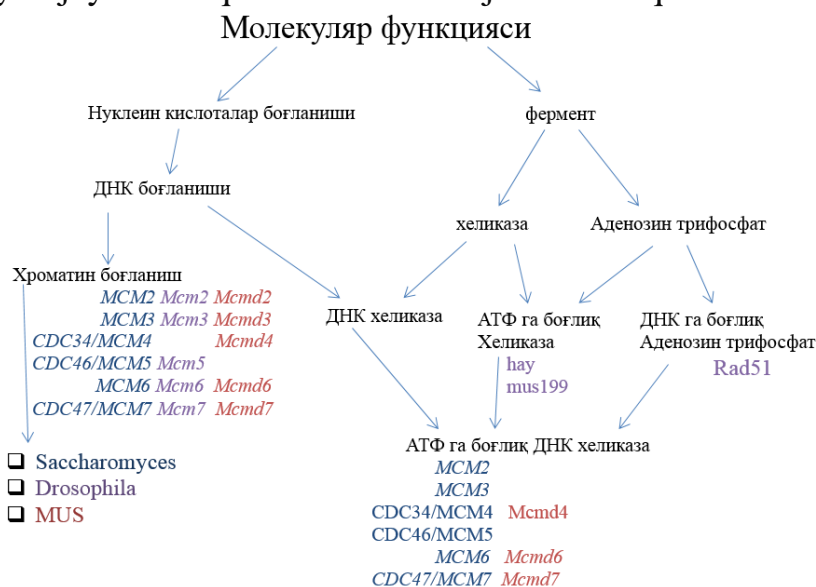 Молекуляр функцияси
Нуклеин кислоталар боғланиши
фермент
ДНК боғланиши
хеликаза
Аденозин трифосфат
Хроматин боғланиш
MCM2 Mcm2 Mcmd2
MCM3 Mcm3 Mcmd3
CDC34/MCM4 Mcmd4
CDC46/MCM5 Mcm5
MCM6 Mcm6 Mcmd6
CDC47/MCM7 Mcm7 Mcmd7
ДНК хеликаза
АТФ га боғлиқ
Хеликаза
hay
mus199
ДНК га боғлиқ
Аденозин трифосфат
Rad51
Saccharomyces
Drosophila
MUS
АТФ га боғлиқ ДНК хеликаза
MCM2
MCM3
CDC34/MCM4 Mcmd4
CDC46/MCM5
MCM6 Mcmd6
CDC47/MCM7 Mcmd7